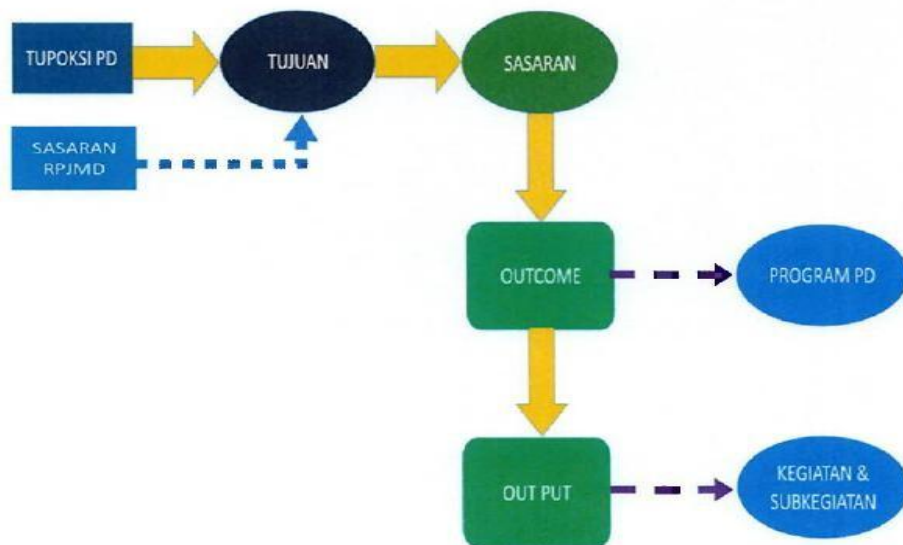 TUPOKSI PD
TUJUAN
SASARAN
SASARAN
RPJMD
OUTCOME
PROGRAM PD
OUT PUT
KEGIATAN &
SUBKEGIATAN